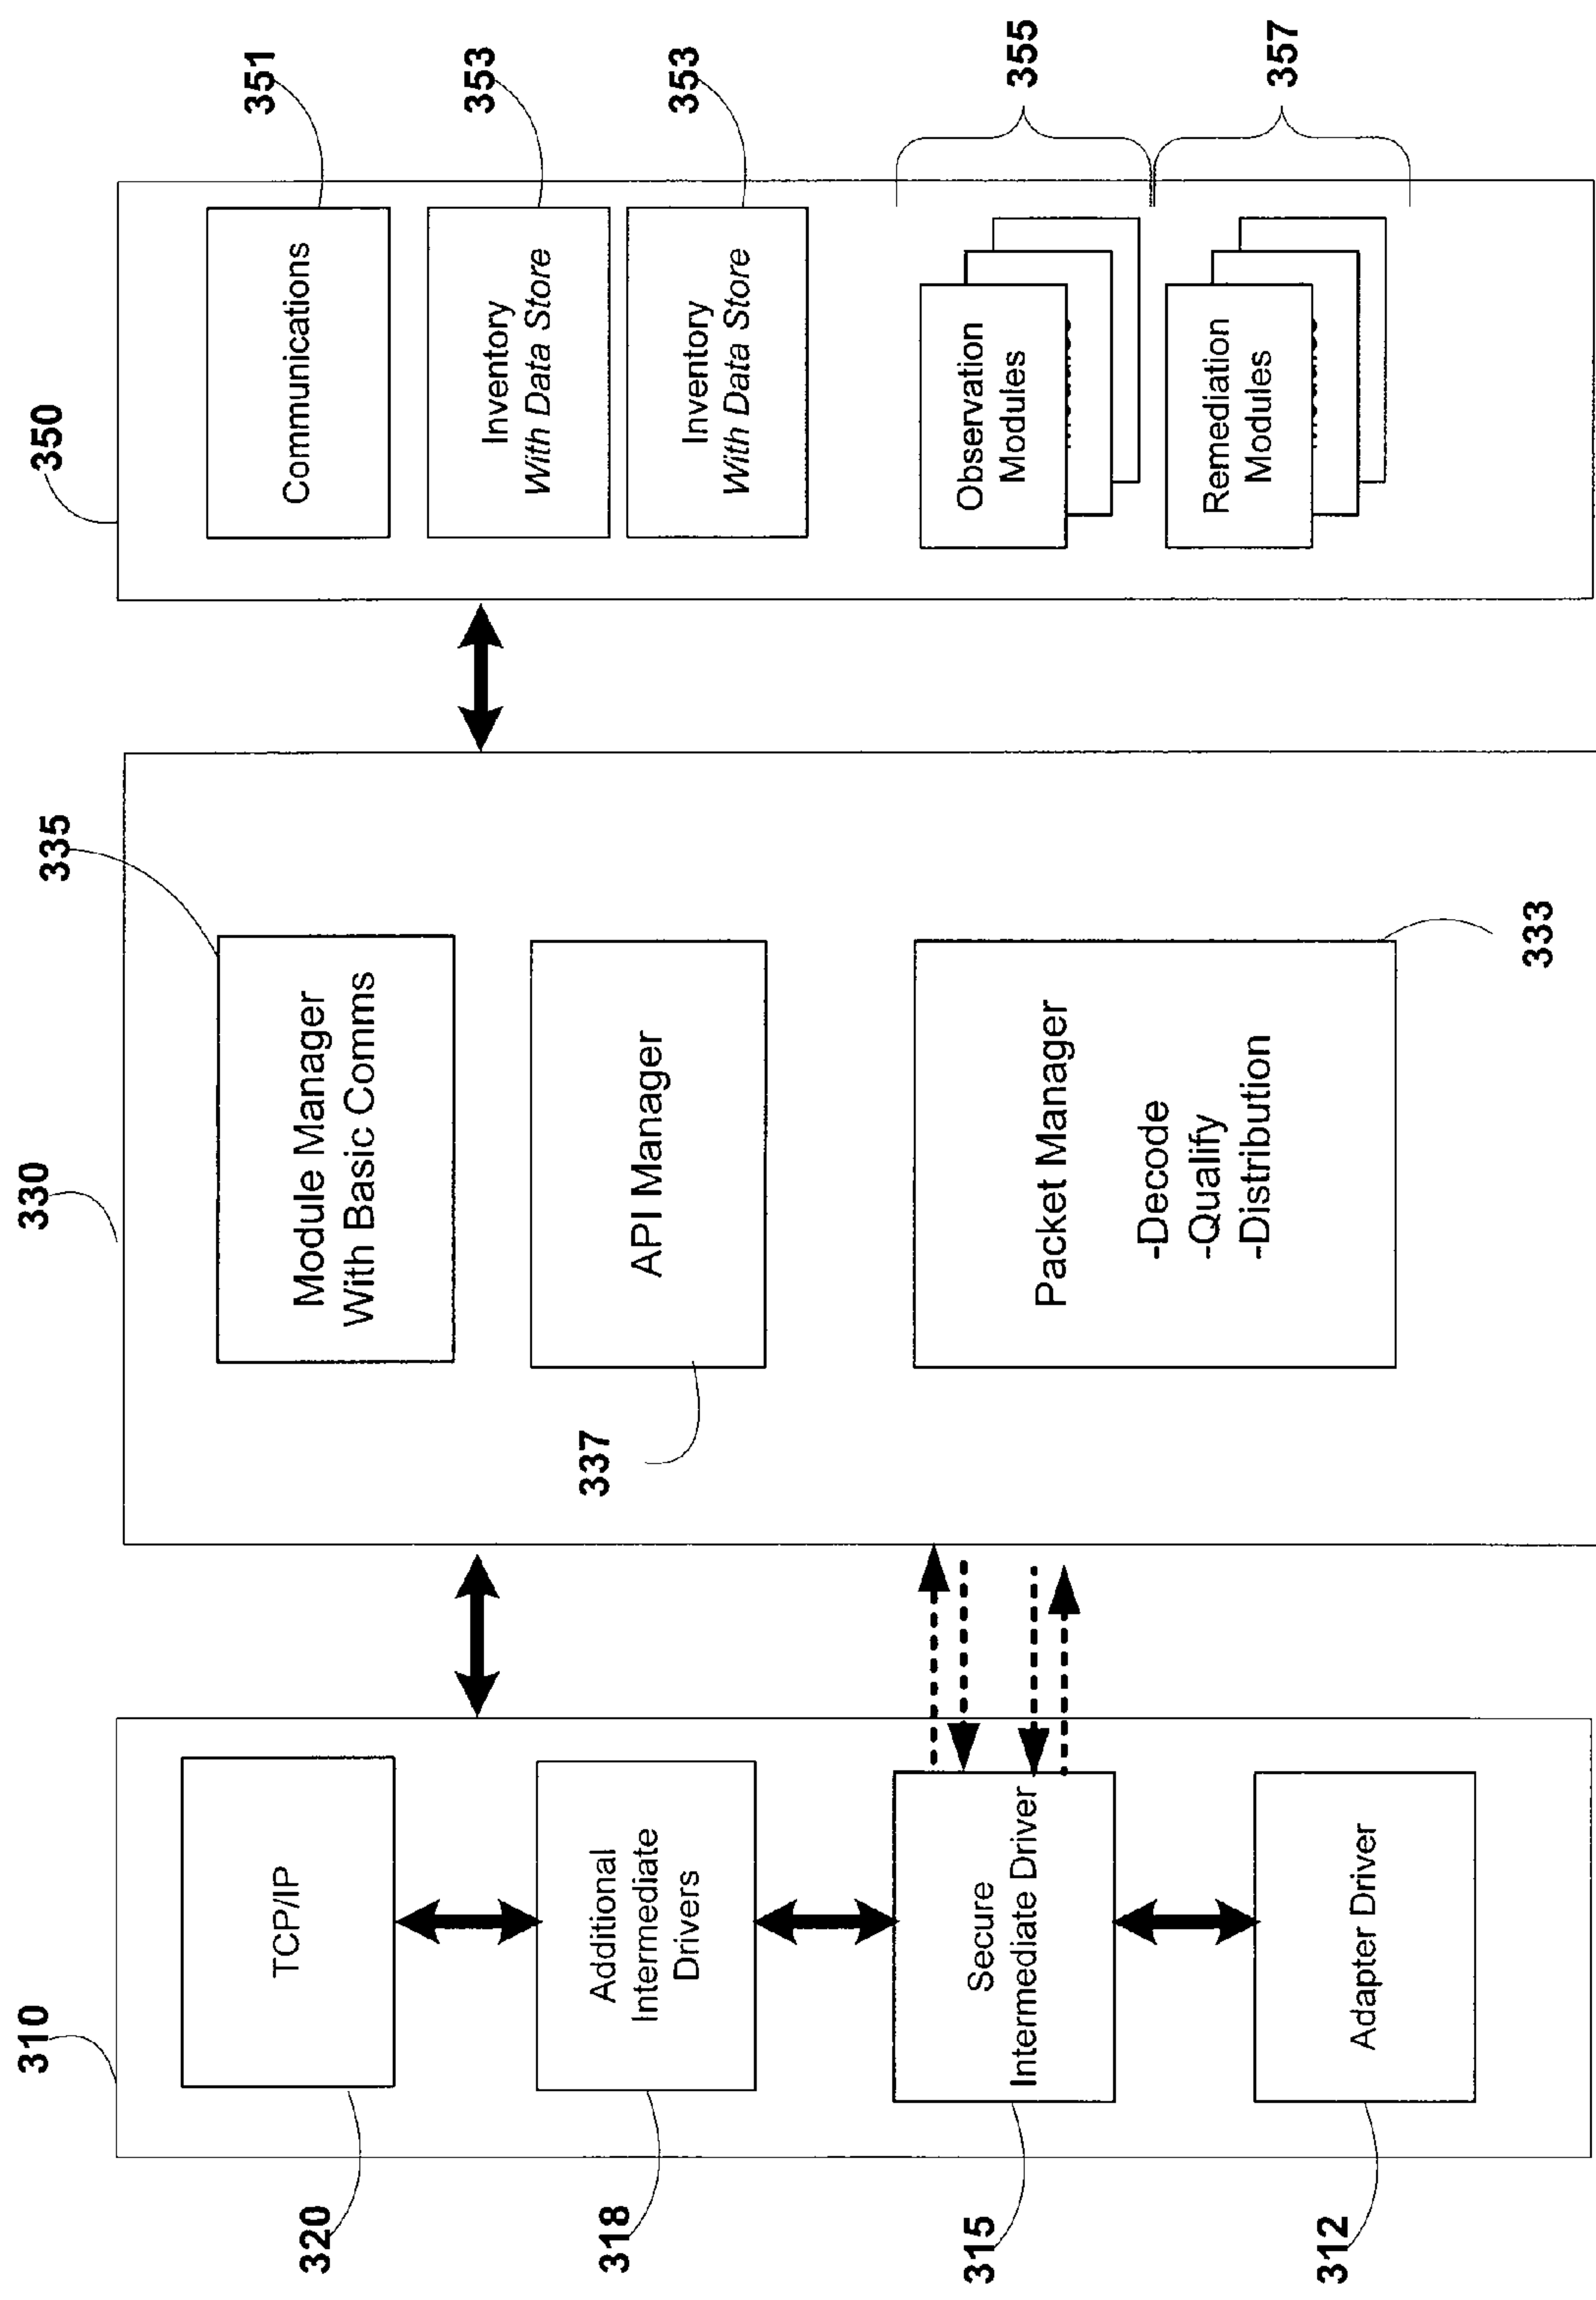 310
320
TCP/IP
318
Additional
Intermediate
Drivers
315
Secure
Intermediate Driver
312
Adapter Driver
330
335
Module Manager
With Basic Comms
337
API Manager
333
Packet Manager
-Decode
-Qualify
-Distribution
350
351
Communications
353
Inventory
With Data Store
353
Inventory
With Data Store
355
Observation
Modules
357
Remediation
Modules